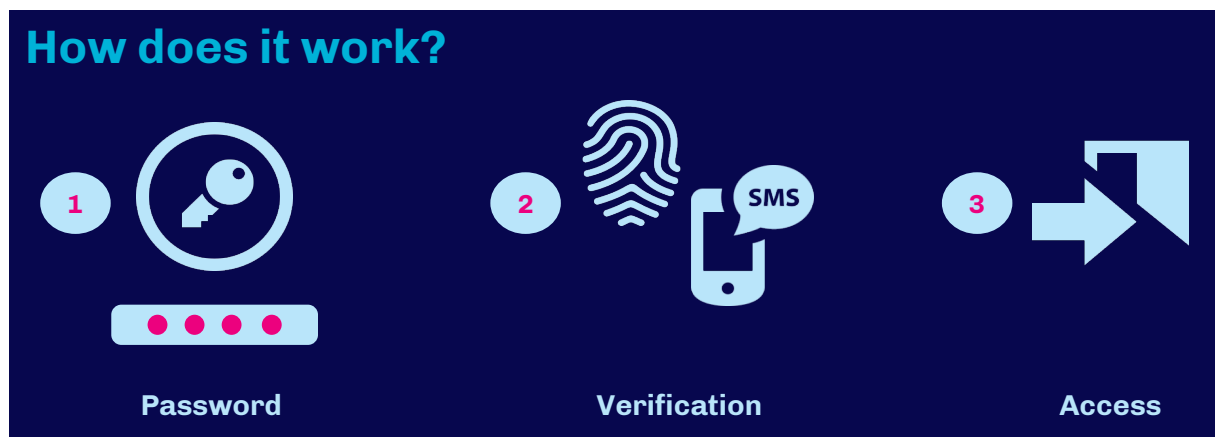 How does it work?
1
2
SMS
3
Password
Verification
Access